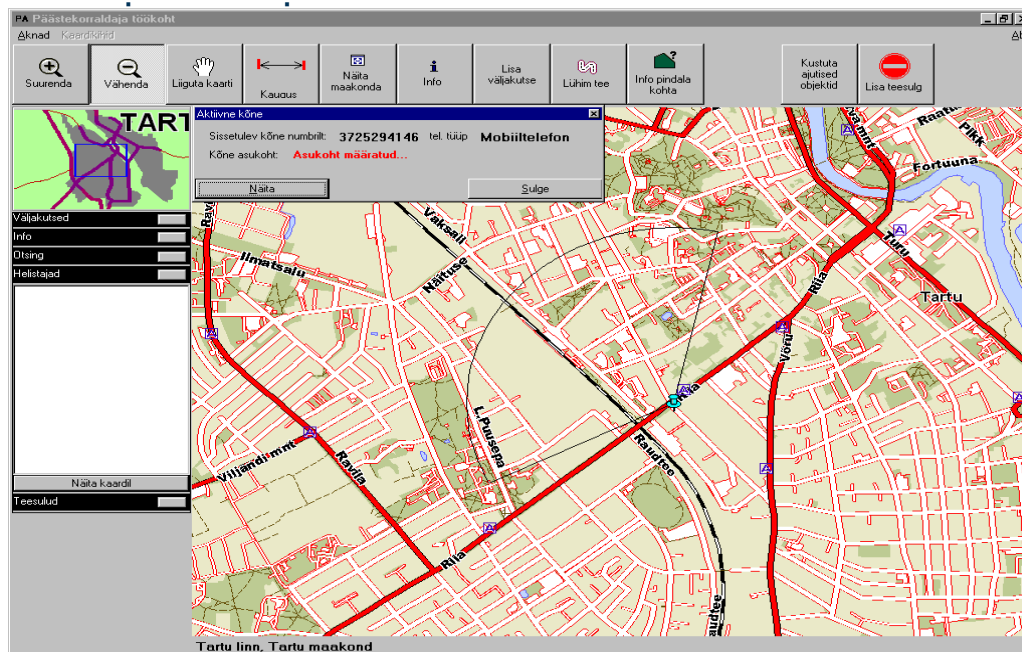 PA Päästekorraldaja töökoht
Aknad Kaardikihid
Suurenda
Vähenda
Liiguta kaarti
Kaugus
Näita maakonda
Info
Lisa väljakutse
Lühim tee
Info pindala kohta
Kustuta ajutised objektid
Lisa teesulg
TART
Aktiivne kõne
Sissetulev kõne numbrilt: 3725294146 tel. tüüp Mobiiltelefon
Kõne asukoht: Asukoht määratud...
Näita
Sulge
Väljakutsed
Info
Otsing
Helistajad
Näita kaardil
Teesulud
Pikk
Fortuuna
Turu
Tartu
Vaksali
Näituse
Ilmatsalu
Riia
Võru
Riia
L.Puusepa
Raudtee
Viljandi mnt
Ravila
Riia
Tartu linn, Tartu maakond